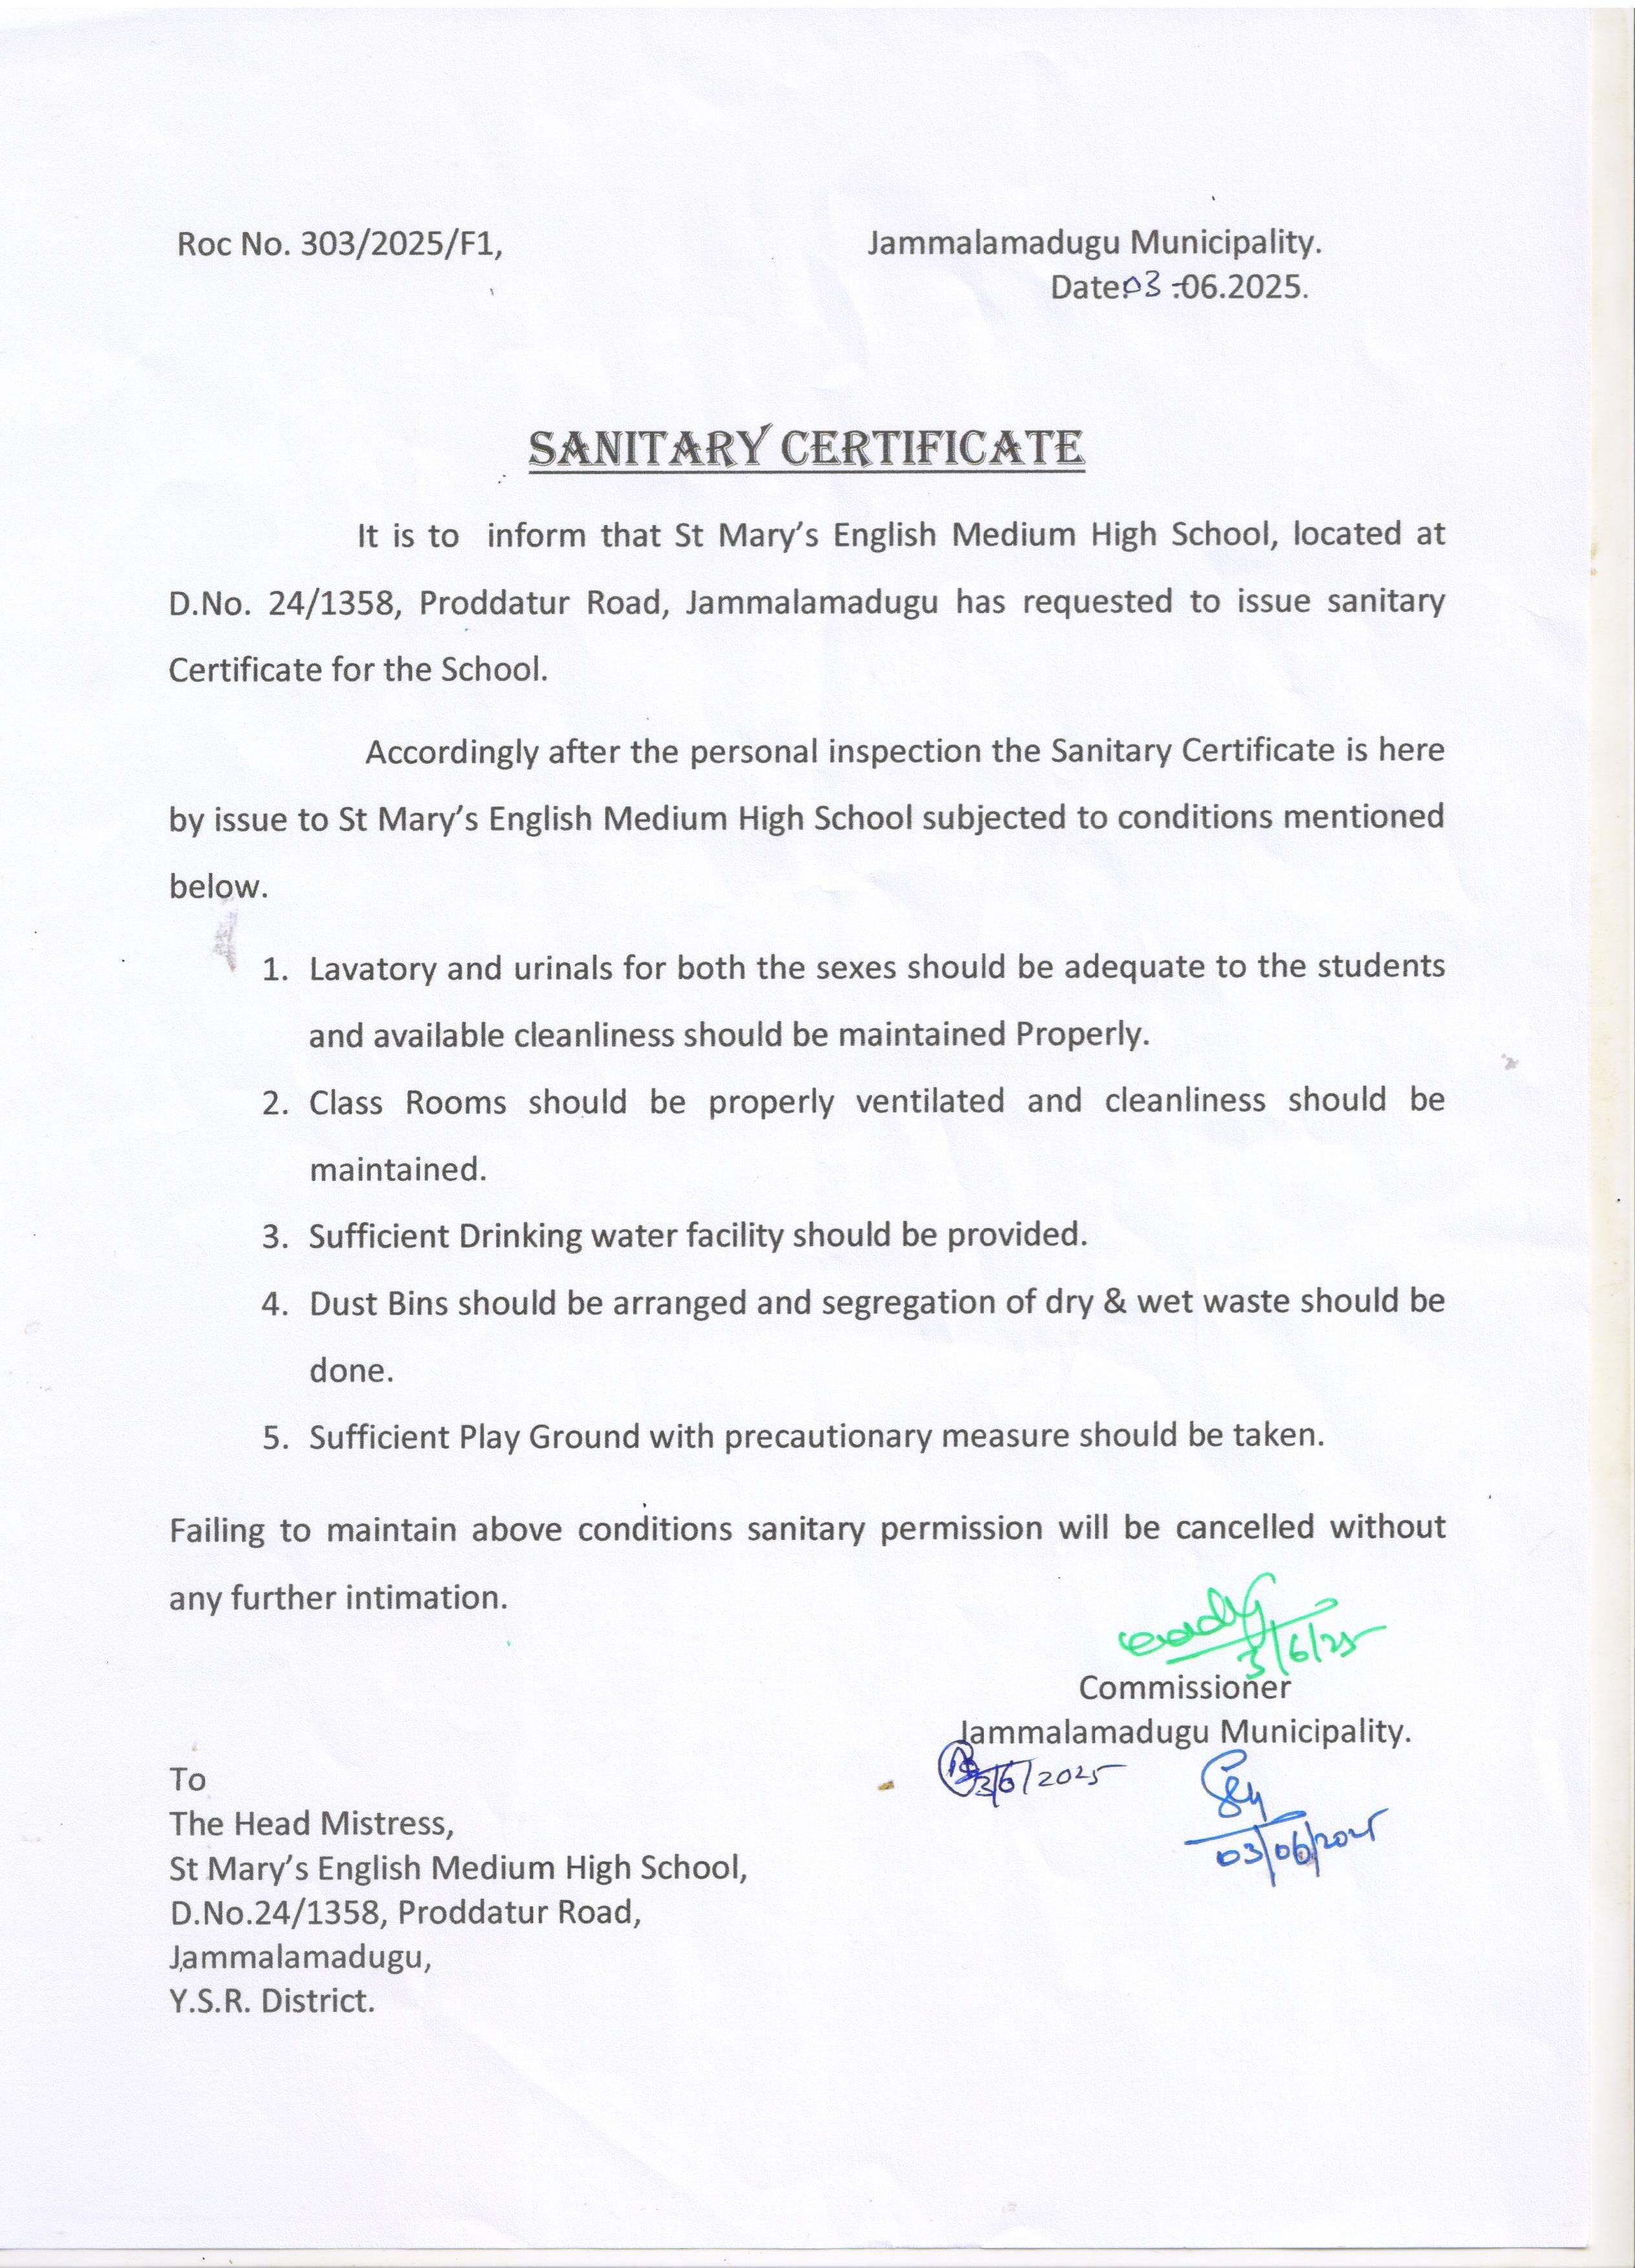 Roc No. 303/2025/F1,
Jammalamadugu Municipality.
Date:03-06.2025.
SANITARY CERTIFICATE
It is to inform that St Mary’s English Medium High School, located at
D.No. 24/1358, Proddatur Road, Jammalamadugu has requested to issue sanitary
Certificate for the School.
Accordingly after the personal inspection the Sanitary Certificate is here
by issue to St Mary’s English Medium High School subjected to conditions mentioned
below.
1. Lavatory and urinals for both the sexes should be adequate to the students
and available cleanliness should be maintained Properly.
2. Class Rooms should be properly ventilated and cleanliness should be
maintained.
3. Sufficient Drinking water facility should be provided.
4. Dust Bins should be arranged and segregation of dry & wet waste should be
done.
5. Sufficient Play Ground with precautionary measure should be taken.
Failing to maintain above conditions sanitary permission will be cancelled without
any further intimation.
3/6/25
Commissioner
Jammalamadugu Municipality.
3/6/2025
03/06/2025
To
The Head Mistress,
St Mary’s English Medium High School,
D.No.24/1358, Proddatur Road,
Jammalamadugu,
Y.S.R. District.